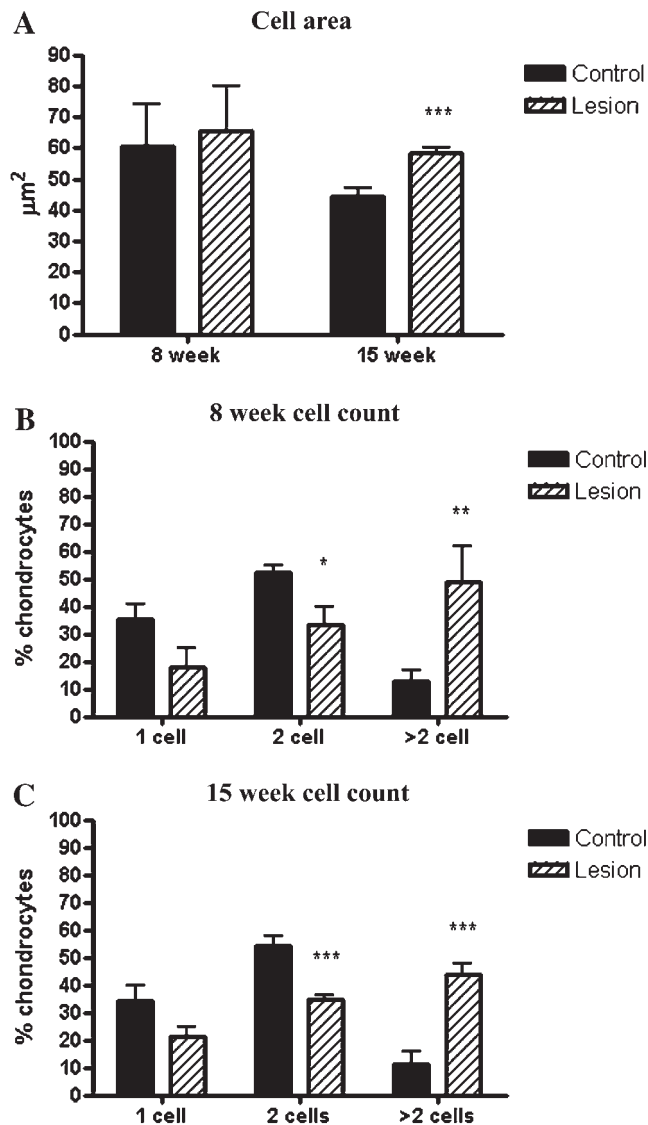 A
Cell area
90
80
70
60
50
40
30
20
10
0
μm²
8 week
15 week
***
Control
Lesion
B
8 week cell count
100
90
80
70
60
50
40
30
20
10
0
% chondrocytes
1 cell
2 cell
>2 cell
*
**
Control
Lesion
C
15 week cell count
100
90
80
70
60
50
40
30
20
10
0
% chondrocytes
1 cell
2 cells
>2 cells
***
***
Control
Lesion